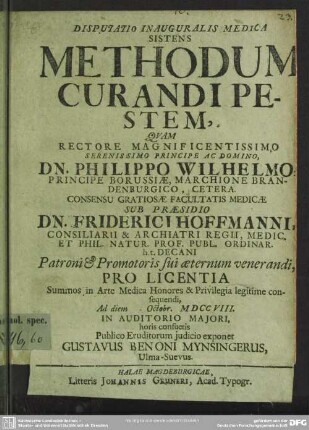 23
DISPUTATIO INAUGURALIS MEDICA
SISTENS
METHODUM
CURANDI PE-
STEM,
QVAM
RECTORE MAGNIFICENTISSIMO
SERENISSIMO PRINCIPE AC DOMINO,
DN. PHILIPPO WILHELMO
PRINCIPE BORUSSIÆ, MARCHIONE BRAN-
DENBURGICO, CETERA
CONSENSU GRATIOSÆ FACULTATIS MEDICÆ
SUB PRÆSIDIO
DN. FRIDERICI HOFFMANNI,
CONSILIARII & ARCHIATRI REGII, MEDIC.
ET PHIL. NATUR. PROF. PUBL. ORDINAR.
h. t. DECANI
Patroni & Promotoris sui æternum venerandi,
PRO LICENTIA
Summos in Arte Medica Honores & Privilegia legitime con-
sequendi,
Ad diem Octobr. MDCCVIII.
IN AUDITORIO MAJORI,
horis consuetis
Publico Eruditorum judicio exponet
GUSTAVUS BENONI MYNSINGERUS,
Ulma-Suevus.
HALAE MAGDEBURGICAE,
Litteris JOHANNIS GRUNERI, Acad. Typogr.